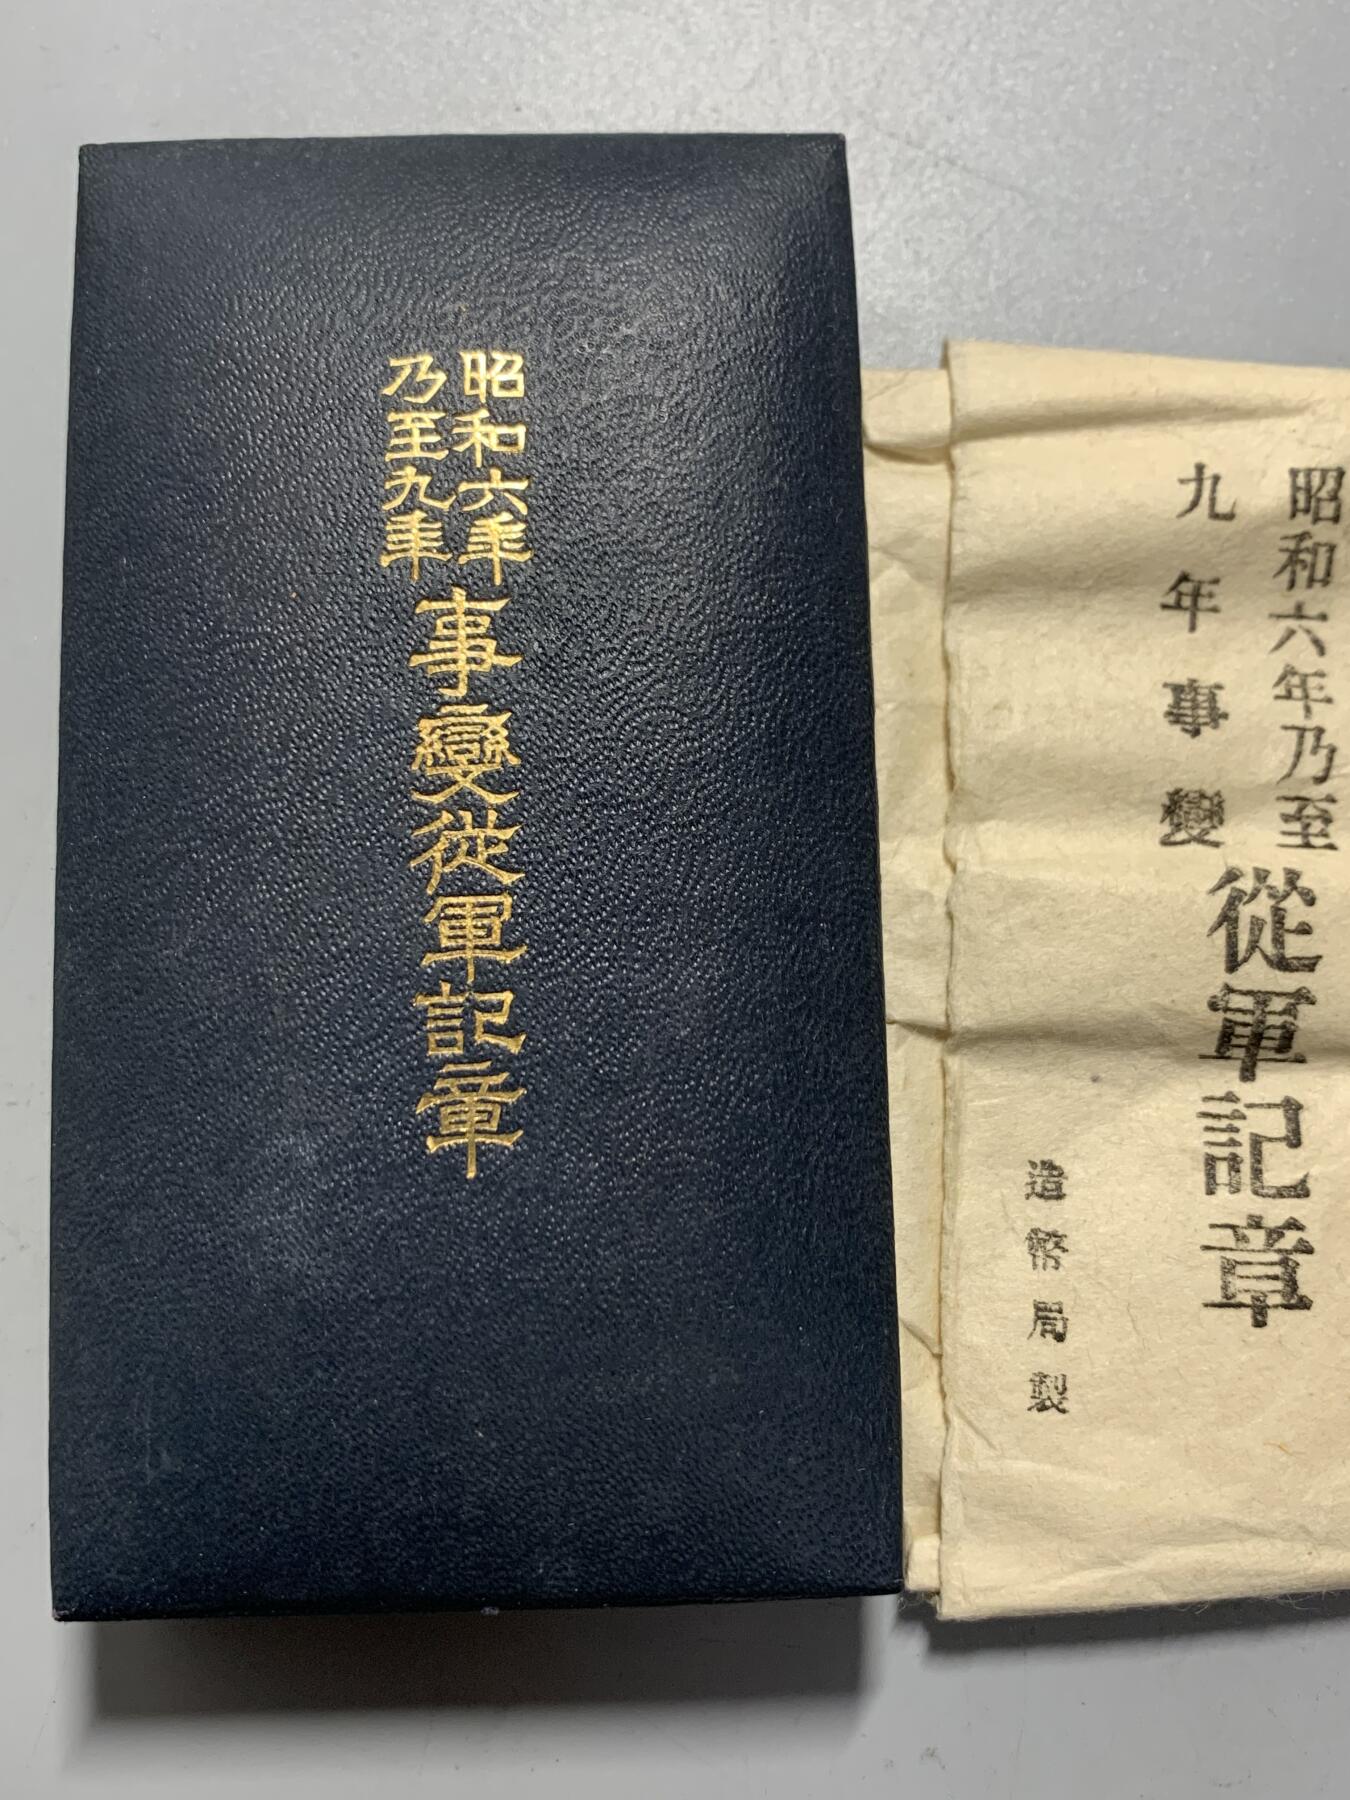 昭和六年
乃至九年
事變從軍記章
昭和六年乃至
九年事變
從軍記章
造幣局製